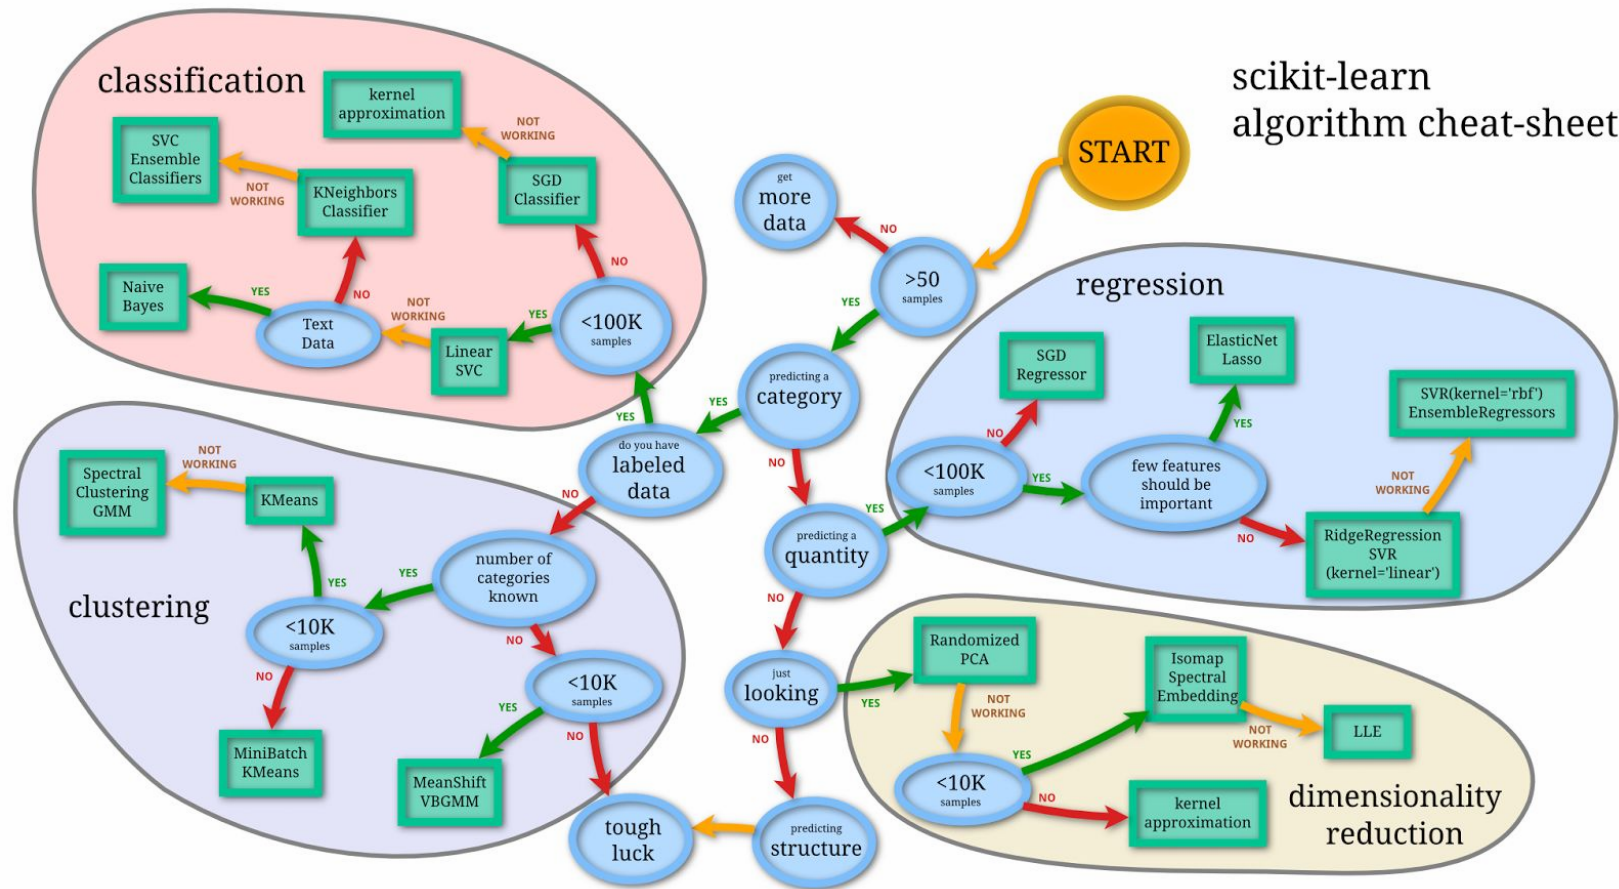 scikit-learn
algorithm cheat-sheet
START
classification
kernel
approximation
NOT
WORKING
SVC
Ensemble
Classifiers
NOT
WORKING
KNeighbors
Classifier
SGD
Classifier
NO
Naive
Bayes
YES
NO
Text
Data
NOT
WORKING
Linear
SVC
YES
<100K
samples
YES
get
more
data
NO
>50
samples
YES
predicting a
category
YES
do you have
labeled
data
NO
NO
predicting a
quantity
YES
NO
just
looking
YES
NO
predicting
structure
tough
luck
regression
SGD
Regressor
NO
<100K
samples
YES
ElasticNet
Lasso
YES
few features
should be
important
NO
SVR(kernel='rbf')
EnsembleRegressors
NOT
WORKING
RidgeRegression
SVR
(kernel='linear')
clustering
Spectral
Clustering
GMM
NOT
WORKING
KMeans
YES
number of
categories
known
YES
<10K
samples
NO
MiniBatch
KMeans
NO
<10K
samples
YES
NO
MeanShift
VBGMM
dimensionality
reduction
Randomized
PCA
NOT
WORKING
<10K
samples
YES
NO
Isomap
Spectral
Embedding
NOT
WORKING
LLE
kernel
approximation